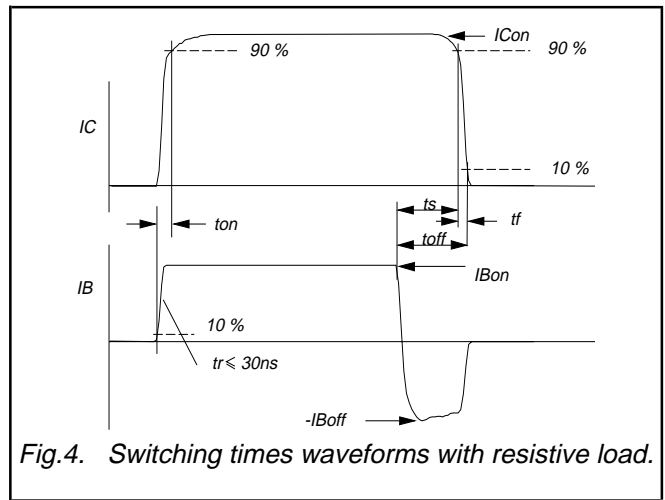 ICon
90 %
90 %
IC
10 %
ts
ton
tf
toff
IBon
IB
10 %
tr ≤ 30ns
-IBoff
Fig.4. Switching times waveforms with resistive load.